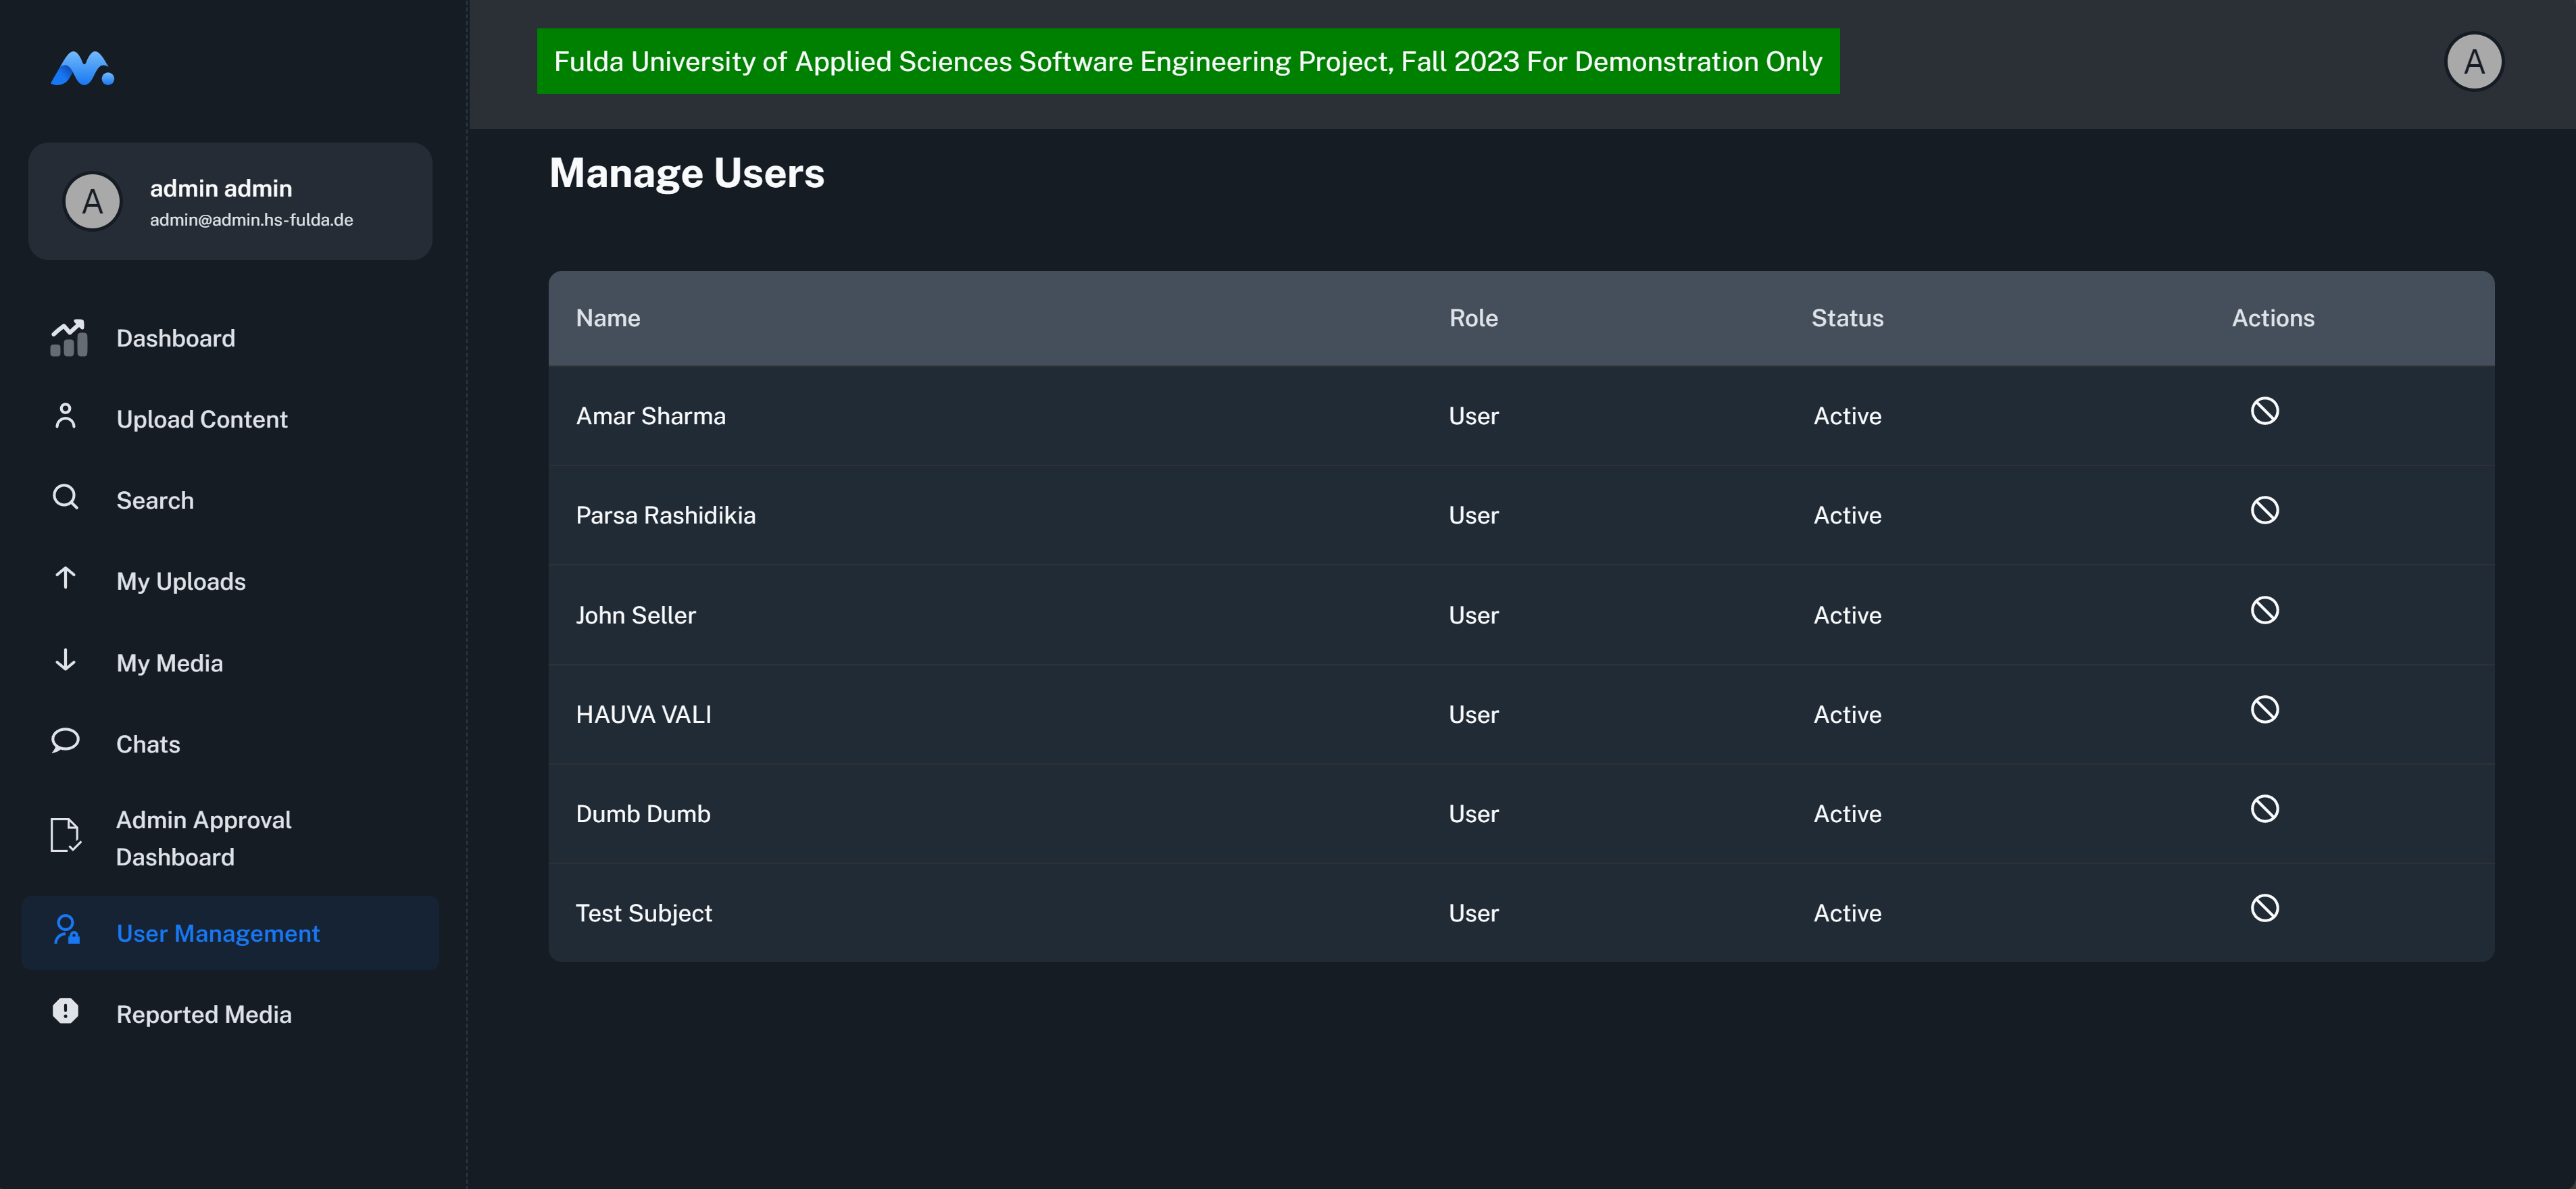 Fulda University of Applied Sciences Software Engineering Project, Fall 2023 For Demonstration Only
A
A
admin admin
admin@admin.hs-fulda.de
Dashboard
Upload Content
Search
My Uploads
My Media
Chats
Admin Approval
Dashboard
User Management
Reported Media
Manage Users
Name Role Status Actions
Amar Sharma User Active
Parsa Rashidikia User Active
John Seller User Active
HAUVA VALI User Active
Dumb Dumb User Active
Test Subject User Active